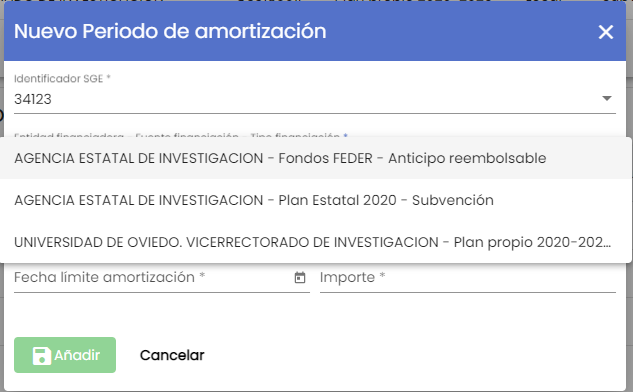 Nuevo Periodo de amortización
Identificador SGE *
34123
Entidad financiadora - Fuente financiación - Tipo financiación *
AGENCIA ESTATAL DE INVESTIGACION - Fondos FEDER - Anticipo reembolsable
AGENCIA ESTATAL DE INVESTIGACION - Plan Estatal 2020 - Subvención
UNIVERSIDAD DE OVIEDO. VICERRECTORADO DE INVESTIGACION - Plan propio 2020-202...
Fecha límite amortización *
Importe *
Añadir
Cancelar